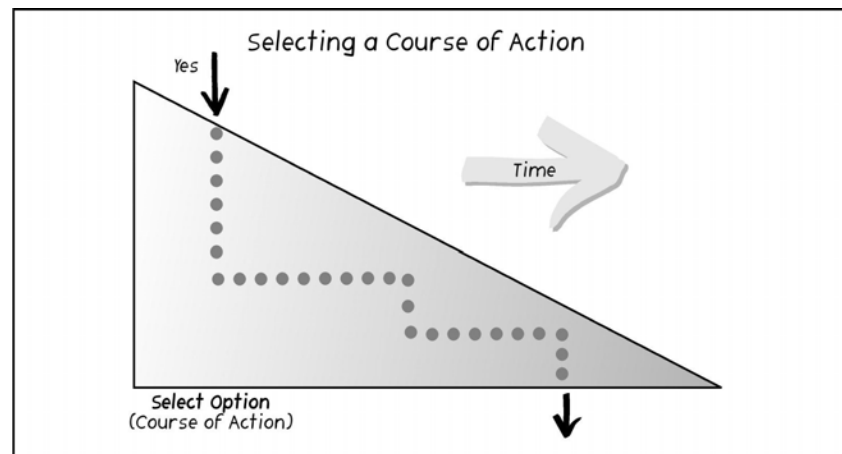 Selecting a Course of Action
Yes
Time
Select Option
(Course of Action)